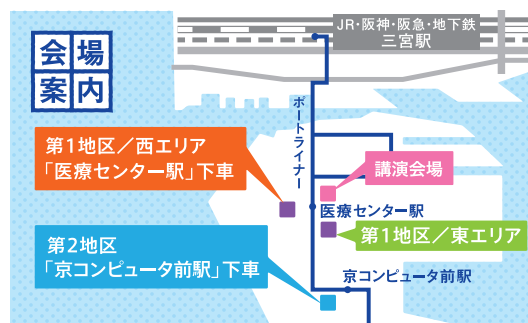 会場
案内
JR・阪神・阪急・地下鉄
三宮駅
ポートライナー
第1地区／西エリア
「医療センター駅」下車
講演会場
医療センター駅
第1地区／東エリア
第2地区
「京コンピュータ前駅」下車
京コンピュータ前駅